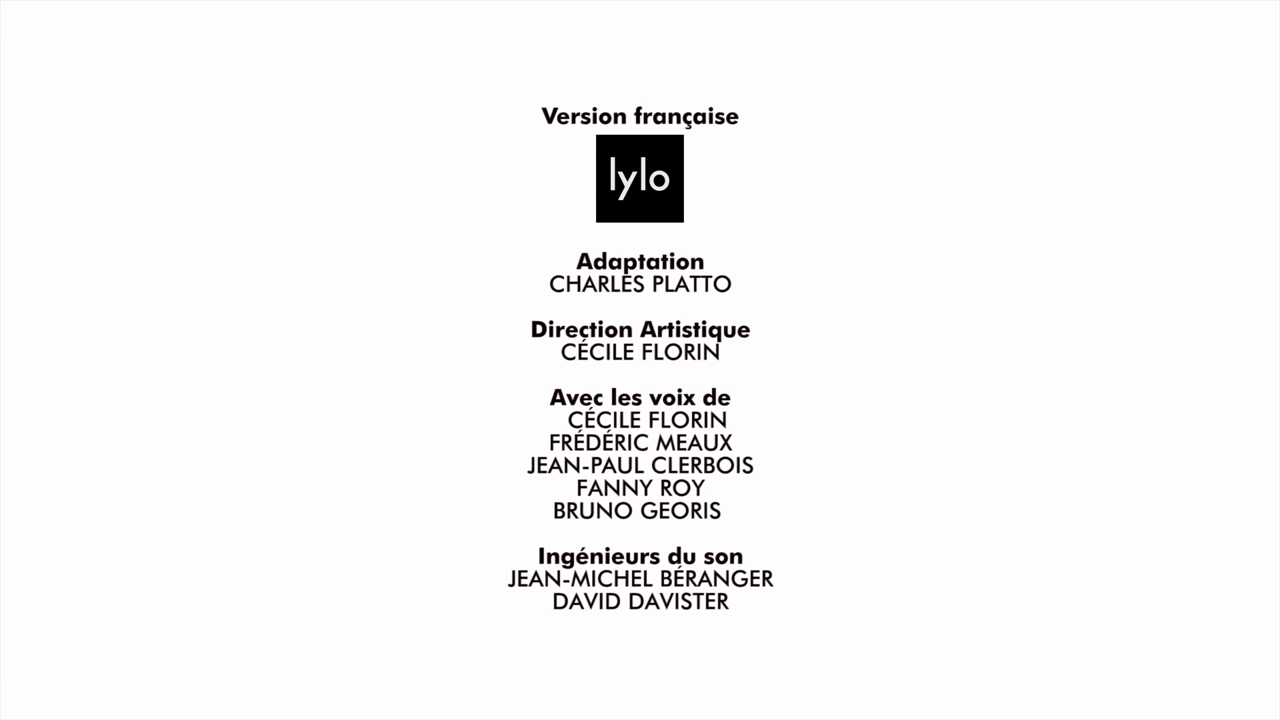 Version française
lylo
Adaptation
CHARLES PLATTO
Direction Artistique
CÉCILE FLORIN
Avec les voix de
CÉCILE FLORIN
FRÉDÉRIC MEAUX
JEAN-PAUL CLERBOIS
FANNY ROY
BRUNO GEORIS
Ingénieurs du son
JEAN-MICHEL BÉRANGER
DAVID DAVISTER